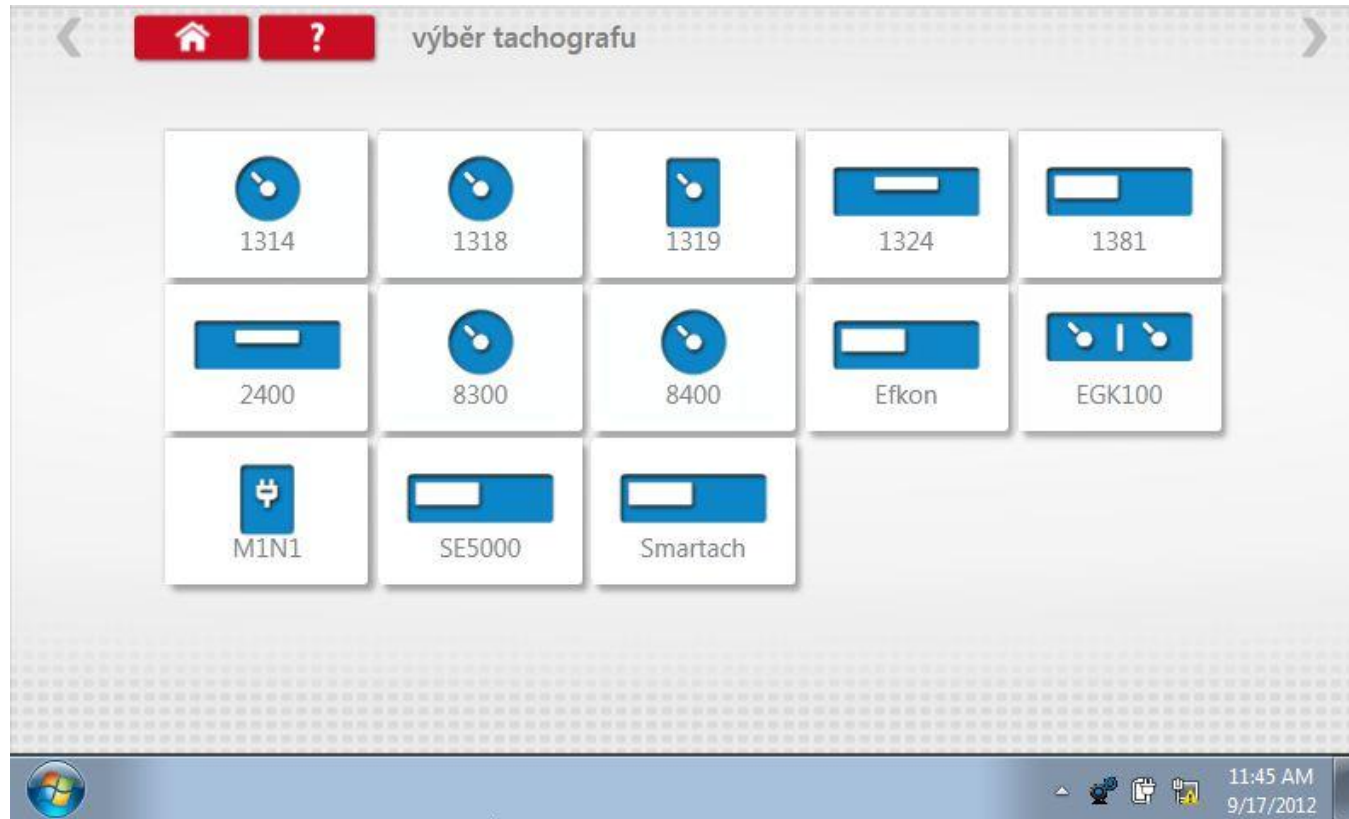 ? výběr tachografu
1314 1318 1319 1324 1381
2400 8300 8400 Efkon EGK100
M1N1 SE5000 Smartach
11:45 AM
9/17/2012